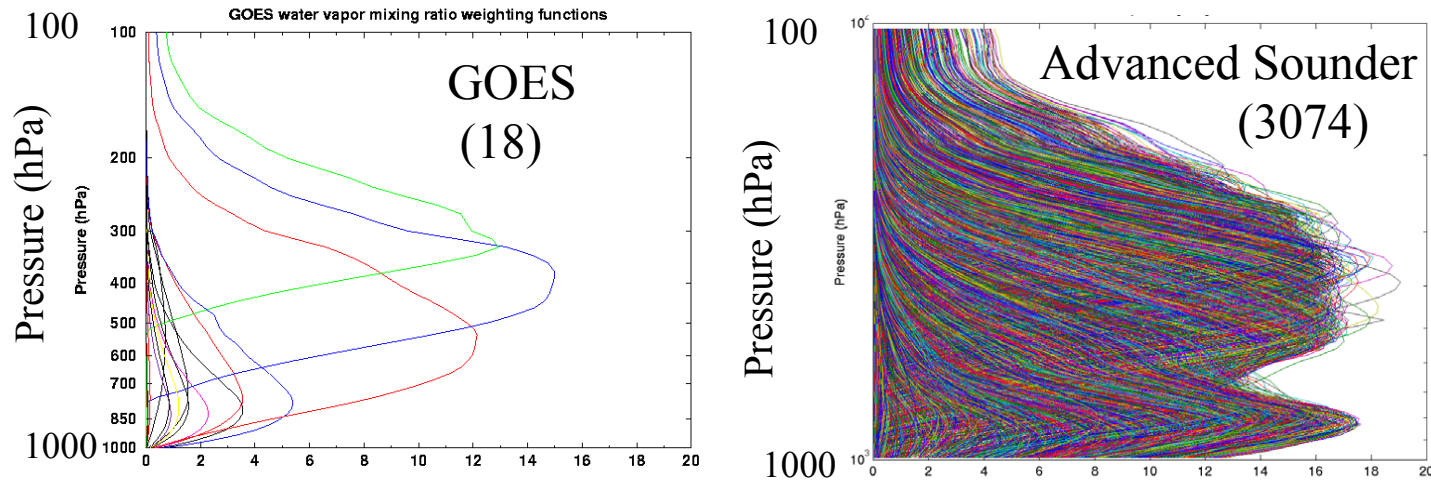 GOES water vapor mixing ratio weighting functions
100
Pressure (hPa)
1000
Pressure (hPa)
100
200
300
400
500
600
700
850
1000
0 2 4 6 8 10 12 14 16 18 20
GOES
(18)
100
Pressure (hPa)
1000
Pressure (hPa)
10²
10³
0 2 4 6 8 10 12 14 16 18 20
Advanced Sounder
(3074)